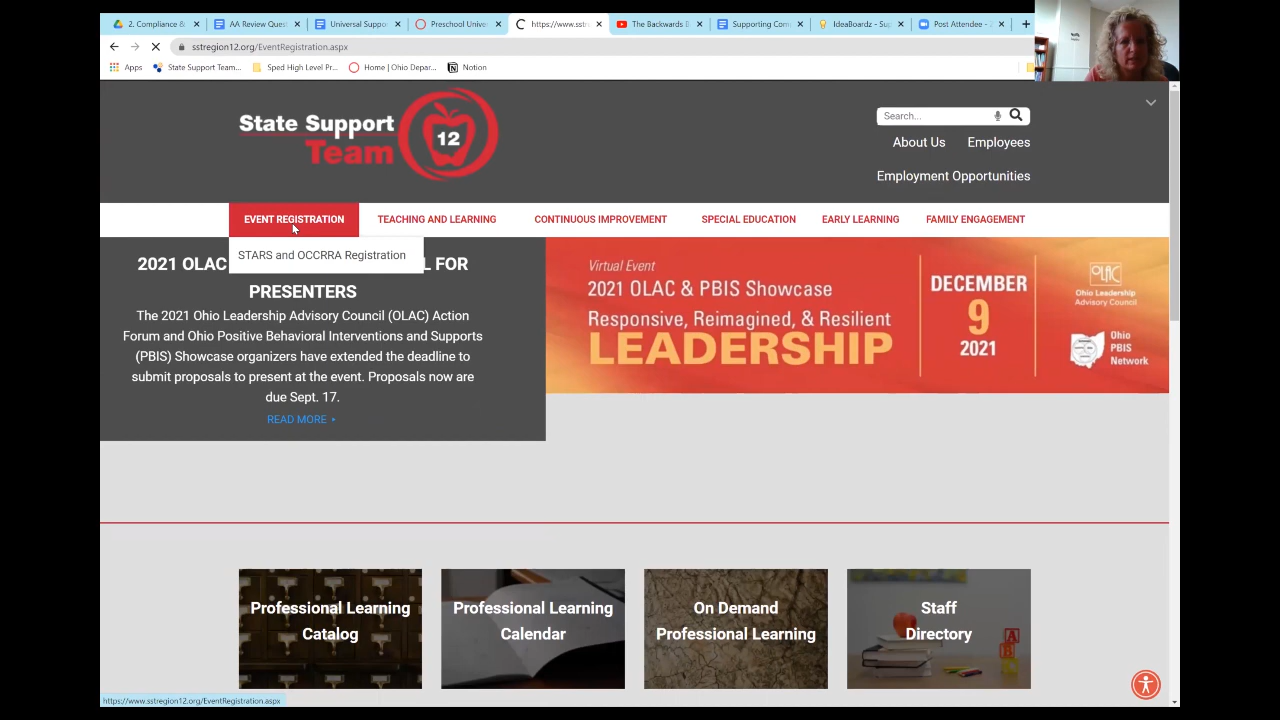 2. Compliance &
AA Review Quest
Universal Suppo
Preschool Unive
https://www.sst
The Backwards D
Supporting Com
IdeaBoardz - Sup
Post Attendee - Z
sstregion12.org/EventRegistration.aspx
Apps
State Support Team...
Sped High Level Pr...
Home | Ohio Depar...
Notion
State Support
Team
12
Search...
About Us
Employees
Employment Opportunities
EVENT REGISTRATION
TEACHING AND LEARNING
CONTINUOUS IMPROVEMENT
SPECIAL EDUCATION
EARLY LEARNING
FAMILY ENGAGEMENT
STARS and OCCRRA Registration
2021 OLAC
L FOR
PRESENTERS
The 2021 Ohio Leadership Advisory Council (OLAC) Action
Forum and Ohio Positive Behavioral Interventions and Supports
(PBIS) Showcase organizers have extended the deadline to
submit proposals to present at the event. Proposals now are
due Sept. 17.
READ MORE
Virtual Event
2021 OLAC & PBIS Showcase
Responsive, Reimagined, & Resilient
LEADERSHIP
DECEMBER
9
2021
OLAC
Ohio Leadership
Advisory Council
Ohio
PBIS
Network
Professional Learning
Catalog
Professional Learning
Calendar
On Demand
Professional Learning
Staff
Directory
https://www.sstregion12.org/EventRegistration.aspx